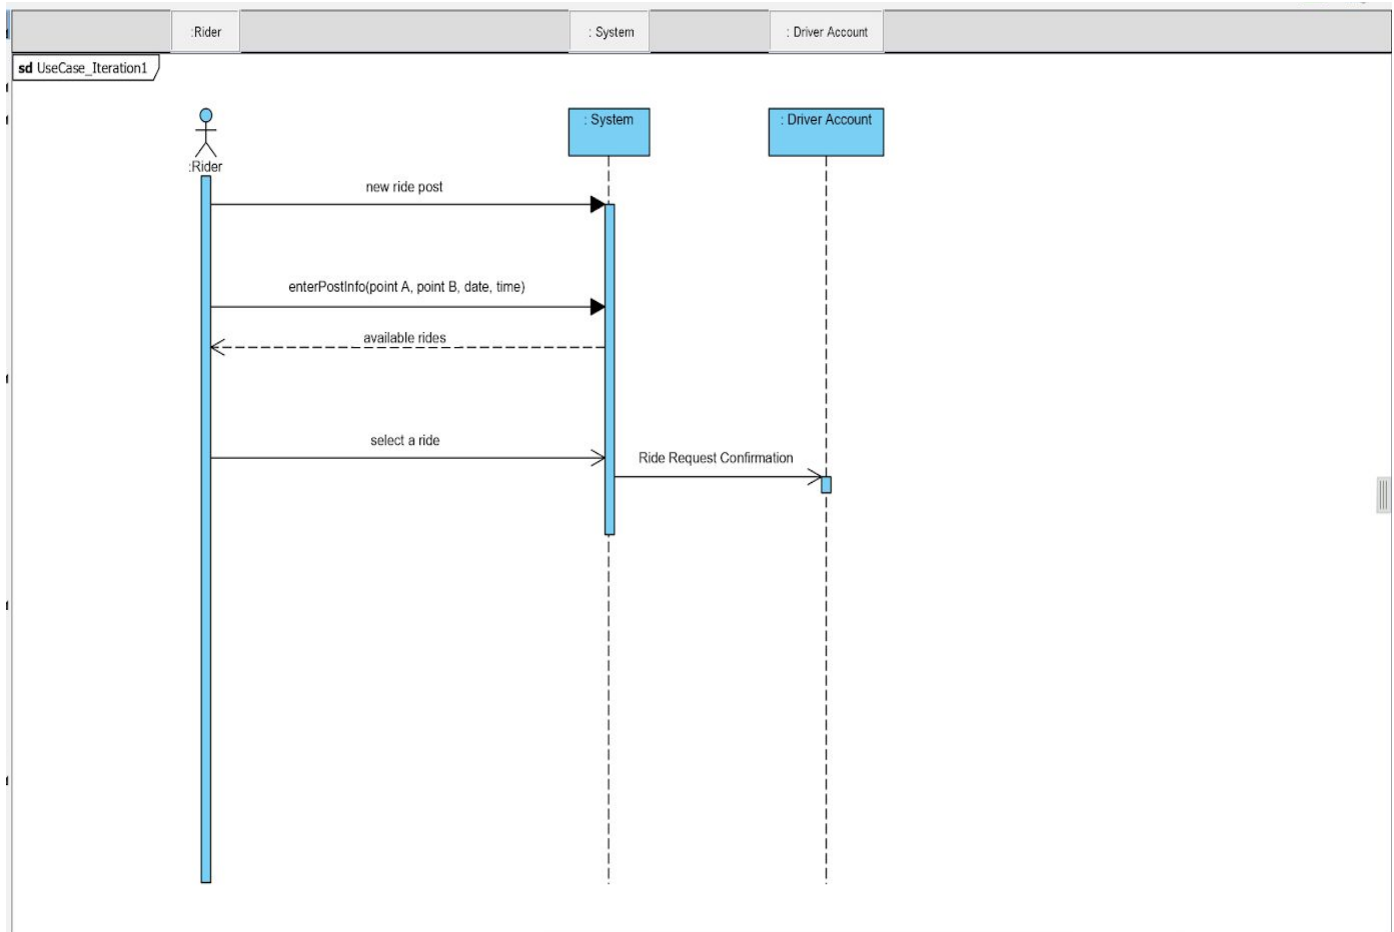 :Rider
: System
: Driver Account
sd UseCase_Iteration1
: System
: Driver Account
:Rider
new ride post
enterPostInfo(point A, point B, date, time)
available rides
select a ride
Ride Request Confirmation